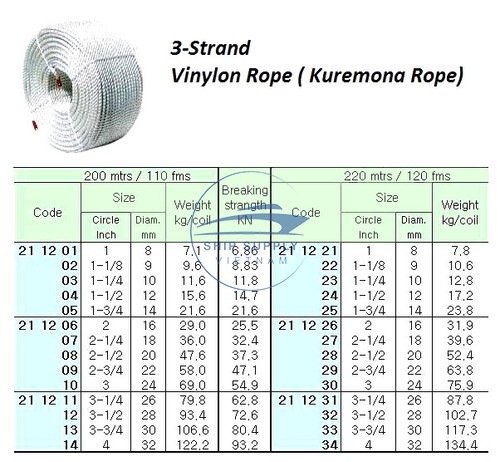 3-Strand
Vinylon Rope ( Kuremona Rope)
200 mtrs / 110 fms 220 mtrs / 120 fms
Code Size Weight kg/coil Breaking strangth KN Code Size Weight kg/coil
Circle Inch Diam. mm Circle Inch Diam. mm
SHIP SUPPLY
VIETNAM
21 12 01 1 8 7,1 6,86 21 12 21 1 8 7,8
02 1-1/8 9 9,6 8,83 22 1-1/8 9 10,6
03 1-1/4 10 11,6 11,8 23 1-1/4 10 12,8
04 1-1/2 12 15,6 14,7 24 1-1/2 12 17,2
05 1-3/4 14 21,6 21,6 25 1-3/4 14 23,8
21 12 06 2 16 29,0 25,5 21 12 26 2 16 31,9
07 2-1/4 18 36,0 32,4 27 2-1/4 18 39,6
08 2-1/2 20 47,6 37,3 28 2-1/2 20 52,4
09 2-3/4 22 58,0 47,1 29 2-3/4 22 63,8
10 3 24 69,0 54,9 30 3 24 75,9
21 12 11 3-1/4 26 79,8 62,8 21 12 31 3-1/4 26 87,8
12 3-1/2 28 93,4 72,6 32 3-1/2 28 102,7
13 3-3/4 30 106,6 80,4 33 3-3/4 30 117,3
14 4 32 122,2 93,2 34 4 32 134,4